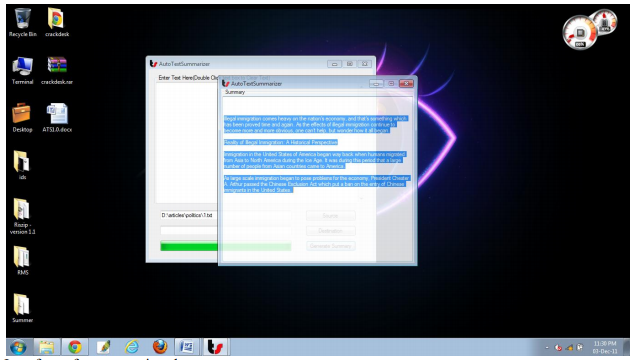 Recycle Bin
crackdesk
Terminal
crackdesk.rar
Desktop
ATS1.0.docx
ids
Riszip -
version 1.1
RMS
Summer
AutoTextSummarizer
Enter Text Here(Double Cli
AutoTextSummarizer
Summary
Illegal immigration comes heavy on the nation's economy, and that's something which
has been proved time and again. As the effects of illegal immigration continue to
become more and more obvious, one can't help, but wonder how it all began.
Reality of Illegal Immigration: A Historical Perspective
Immigration in the United States of America began way back when humans migrated
from Asia to North America during the Ice Age. It was during this period that a large
number of people from Asian countries came to America.
As large scale immigration began to pose problems for the economy, President Chester
A. Arthur passed the Chinese Exclusion Act which put a ban on the entry of Chinese
immigrants in the United States.
D:\articles\politics\1.txt
Source
Destination
Generate Summary
11:30 PM
03-Dec-11